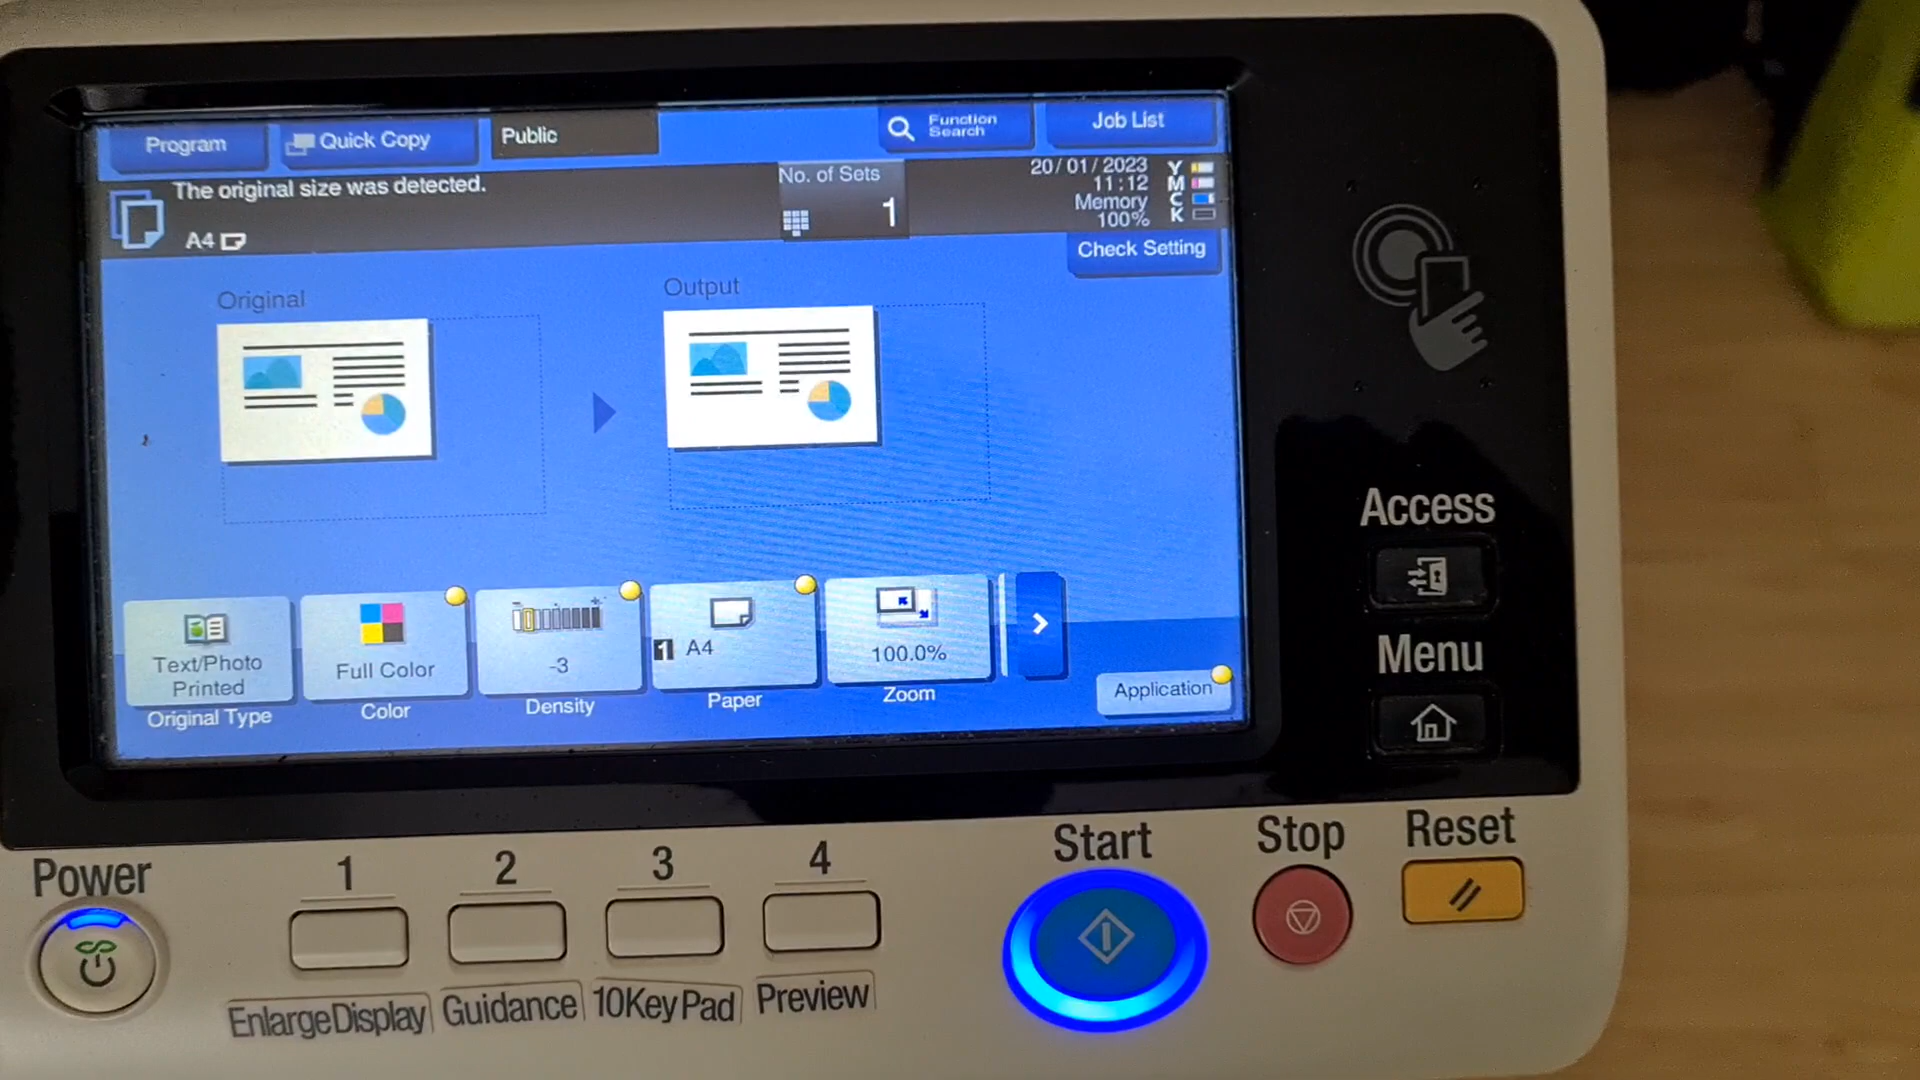 Program
Quick Copy
Public
Function
Search
Job List
The original size was detected.
A4
No. of Sets
1
20/01/2023
11:12
Memory
100%
Y
M
C
K
Check Setting
Original
Output
Text/Photo
Printed
Original Type
Full Color
Color
-3
Density
1 A4
Paper
100.0%
Zoom
Application
Access
Menu
Power
1
2
3
4
Start
Stop
Reset
Enlarge Display
Guidance
10Key Pad
Preview